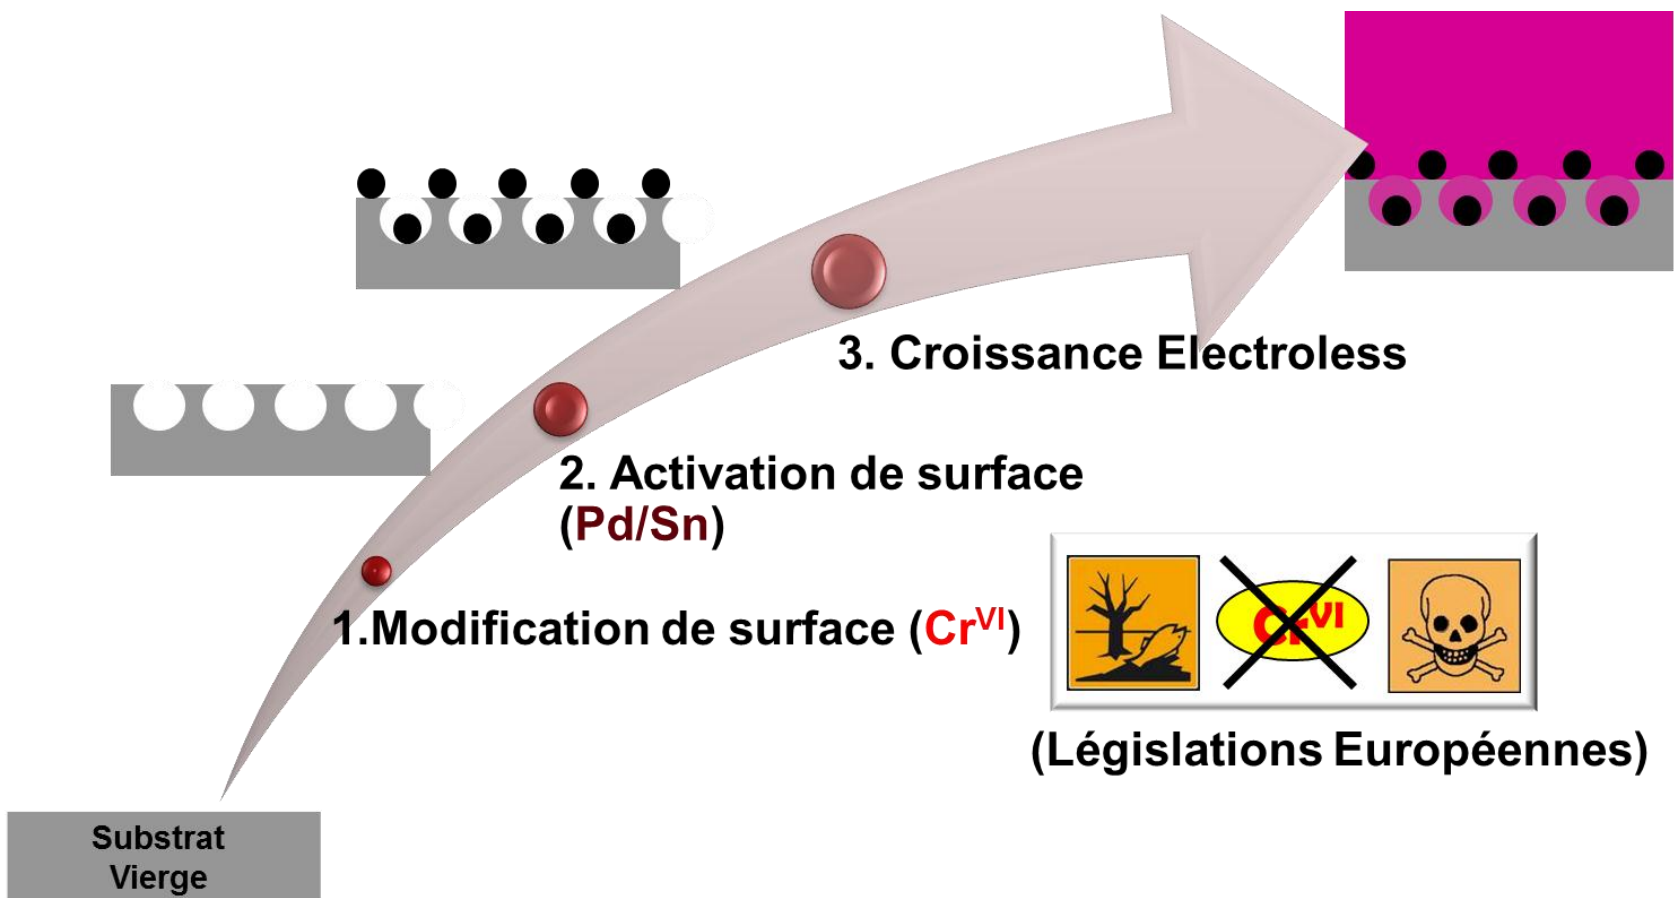 3. Croissance Electroless
2. Activation de surface
(Pd/Sn)
1.Modification de surface (Crⱽᴵ)
Crⱽᴵ
(Législations Européennes)
Substrat
Vierge